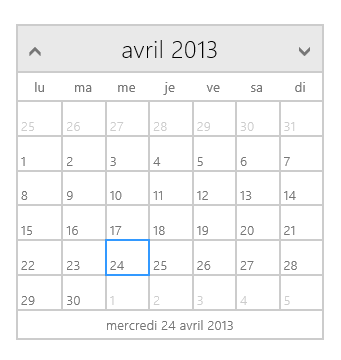 avril 2013
lu ma me je ve sa di
25 26 27 28 29 30 31
1 2 3 4 5 6 7
8 9 10 11 12 13 14
15 16 17 18 19 20 21
22 23 24 25 26 27 28
29 30 1 2 3 4 5
mercredi 24 avril 2013